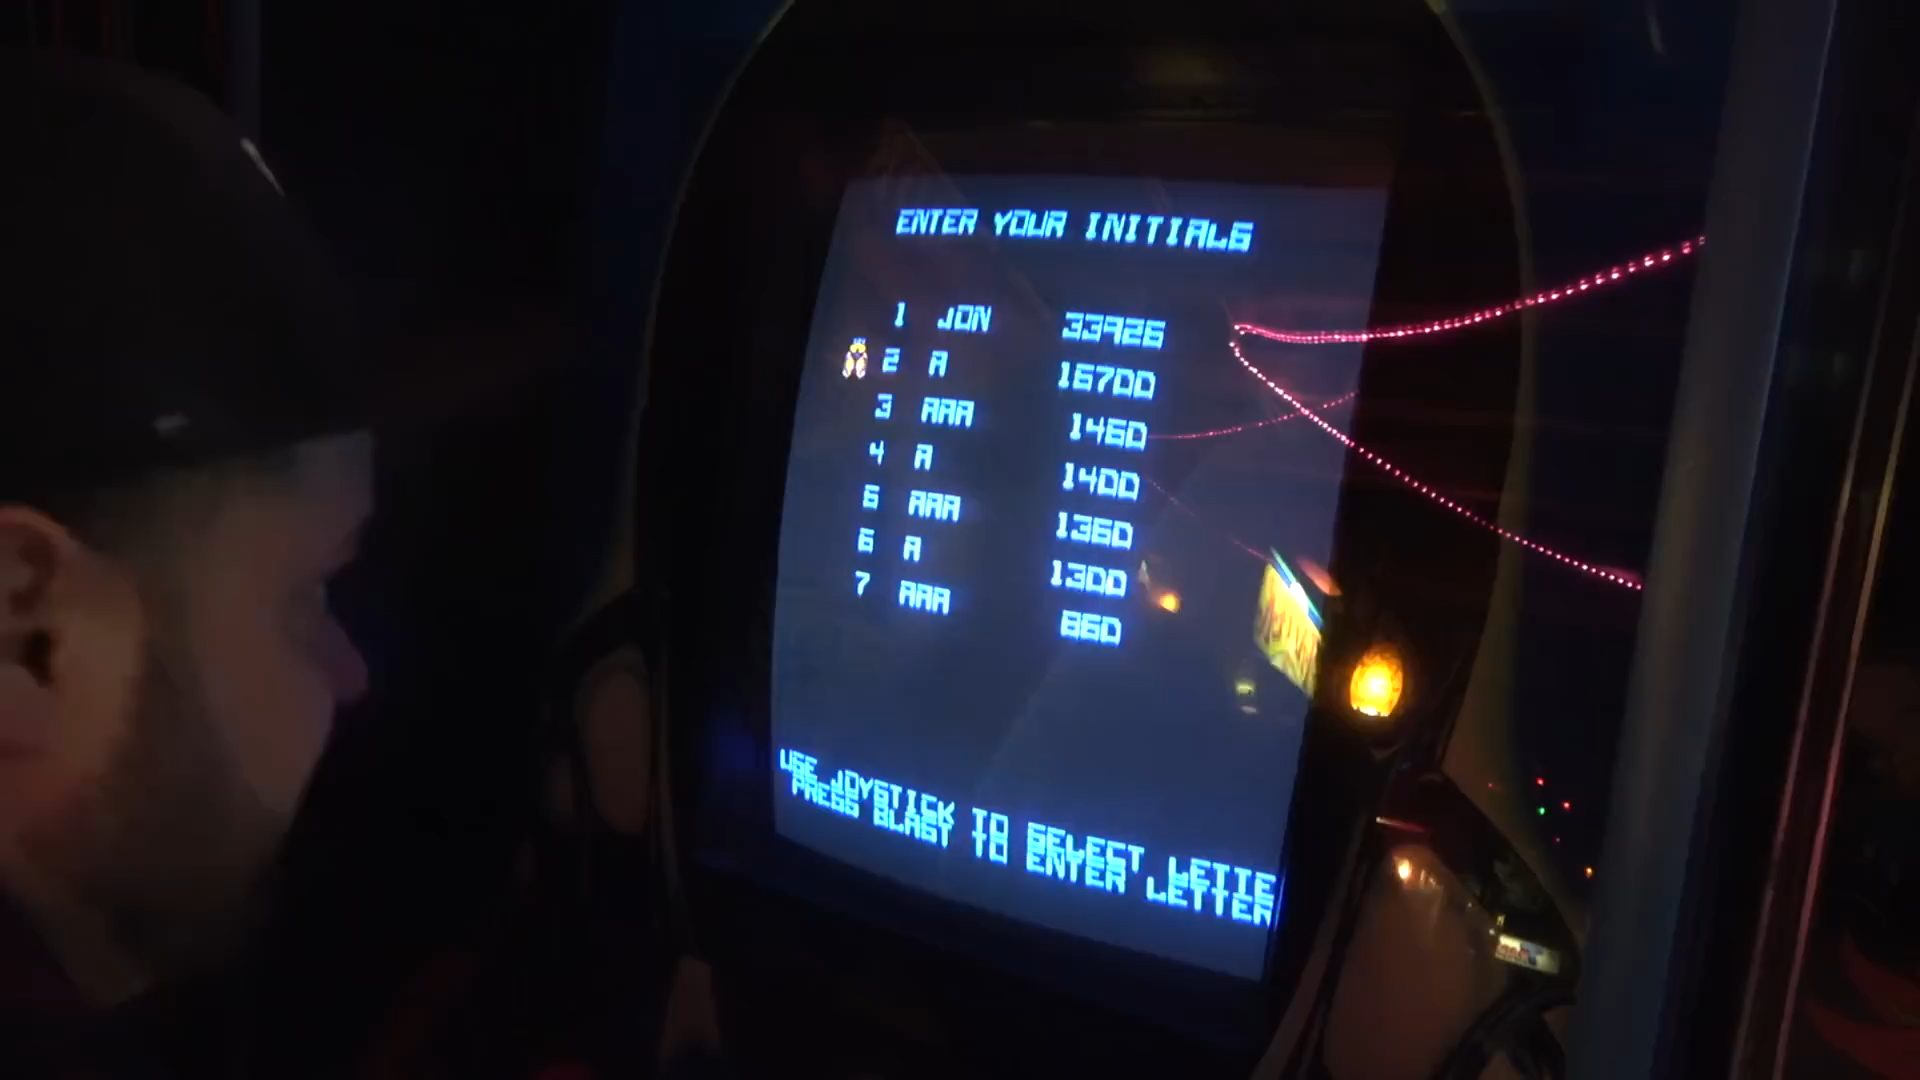 ENTER YOUR INITIALS
1 JON 33926
2 A 16700
3 AAA 1460
4 A 1400
5 AAA 1360
6 A 1300
7 AAA 860
USE JOYSTICK TO SELECT LETTE
PRESS BLAST TO ENTER LETTER